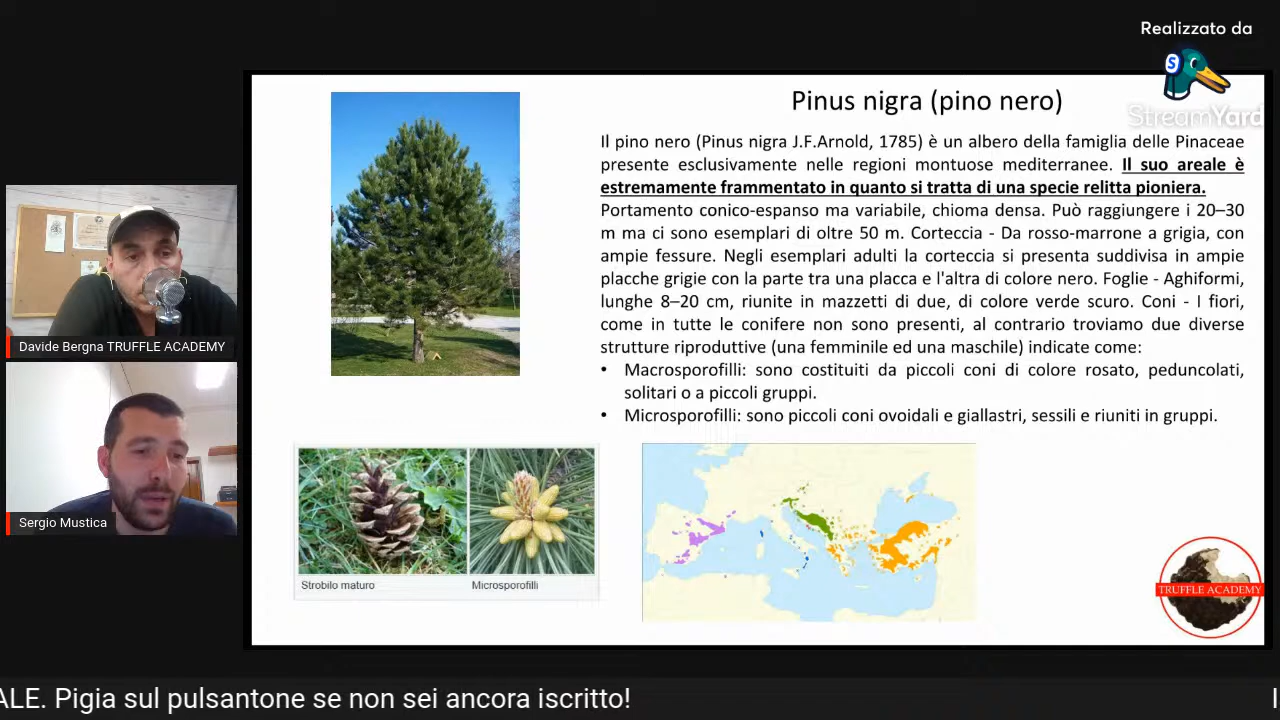 Realizzato da
S
StreamYard
Pinus nigra (pino nero)
Il pino nero (Pinus nigra J.F.Arnold, 1785) è un albero della famiglia delle Pinaceae
presente esclusivamente nelle regioni montuose mediterranee. Il suo areale è
estremamente frammentato in quanto si tratta di una specie relitta pioniera.
Portamento conico-espanso ma variabile, chioma densa. Può raggiungere i 20–30
m ma ci sono esemplari di oltre 50 m. Corteccia - Da rosso-marrone a grigia, con
ampie fessure. Negli esemplari adulti la corteccia si presenta suddivisa in ampie
placche grigie con la parte tra una placca e l'altra di colore nero. Foglie - Aghiformi,
lunghe 8–20 cm, riunite in mazzetti di due, di colore verde scuro. Coni - I fiori,
come in tutte le conifere non sono presenti, al contrario troviamo due diverse
strutture riproduttive (una femminile ed una maschile) indicate come:
• Macrosporofilli: sono costituiti da piccoli coni di colore rosato, peduncolati,
solitari o a piccoli gruppi.
• Microsporofilli: sono piccoli coni ovoidali e giallastri, sessili e riuniti in gruppi.
Davide Bergna TRUFFLE ACADEMY
Sergio Mustica
Strobilo maturo
Microsporofilli
TRUFFLE ACADEMY
ALE. Pigia sul pulsantone se non sei ancora iscritto!